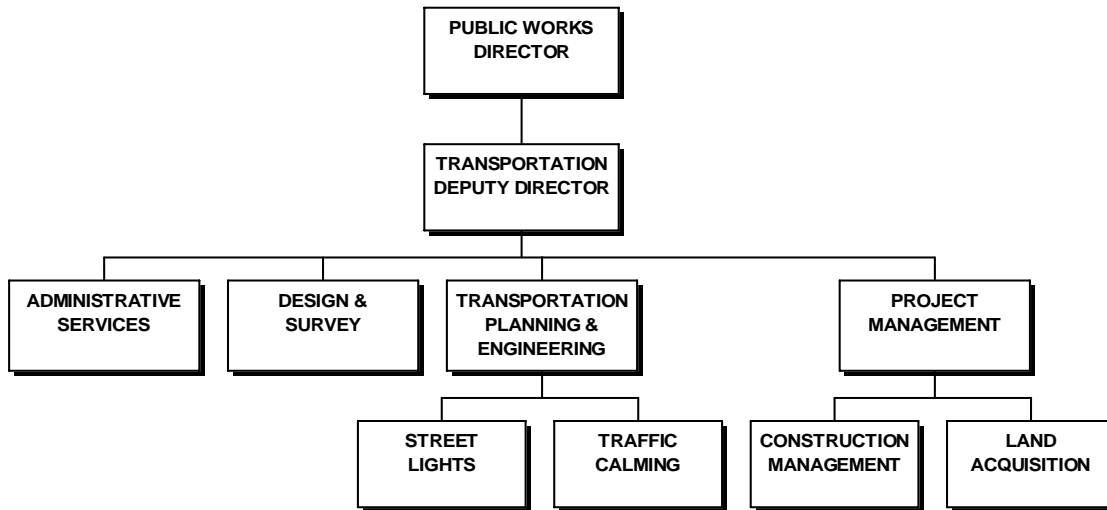 PUBLIC WORKS
DIRECTOR
TRANSPORTATION
DEPUTY DIRECTOR
ADMINISTRATIVE
SERVICES
DESIGN &
SURVEY
TRANSPORTATION
PLANNING &
ENGINEERING
PROJECT
MANAGEMENT
STREET
LIGHTS
TRAFFIC
CALMING
CONSTRUCTION
MANAGEMENT
LAND
ACQUISITION